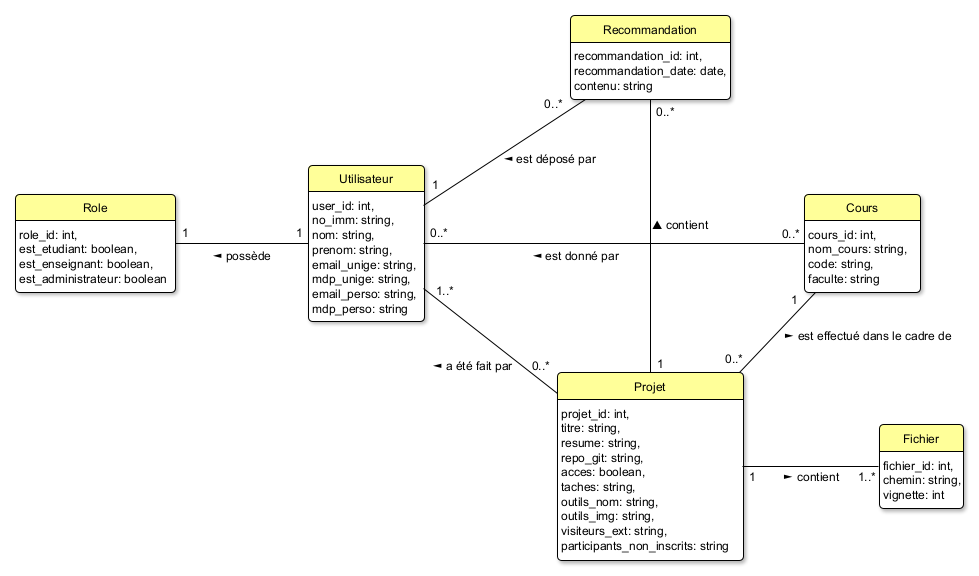 Recommandation
recommandation_id: int,
recommandation_date: date,
contenu: string
0..*
0..*
◄ est déposé par
1
Utilisateur
user_id: int,
no_imm: string,
nom: string,
prenom: string,
email_unige: string,
mdp_unige: string,
email_perso: string,
mdp_perso: string
Role
role_id: int,
est_etudiant: boolean,
est_enseignant: boolean,
est_administrateur: boolean
1
1
◄ possède
0..*
0..*
◄ est donné par
▲ contient
Cours
cours_id: int,
nom_cours: string,
code: string,
faculte: string
1..*
1
► est effectué dans le cadre de
◄ a été fait par
0..*
1
0..*
Projet
projet_id: int,
titre: string,
resume: string,
repo_git: string,
acces: boolean,
taches: string,
outils_nom: string,
outils_img: string,
visiteurs_ext: string,
participants_non_inscrits: string
1
► contient
1..*
Fichier
fichier_id: int,
chemin: string,
vignette: int